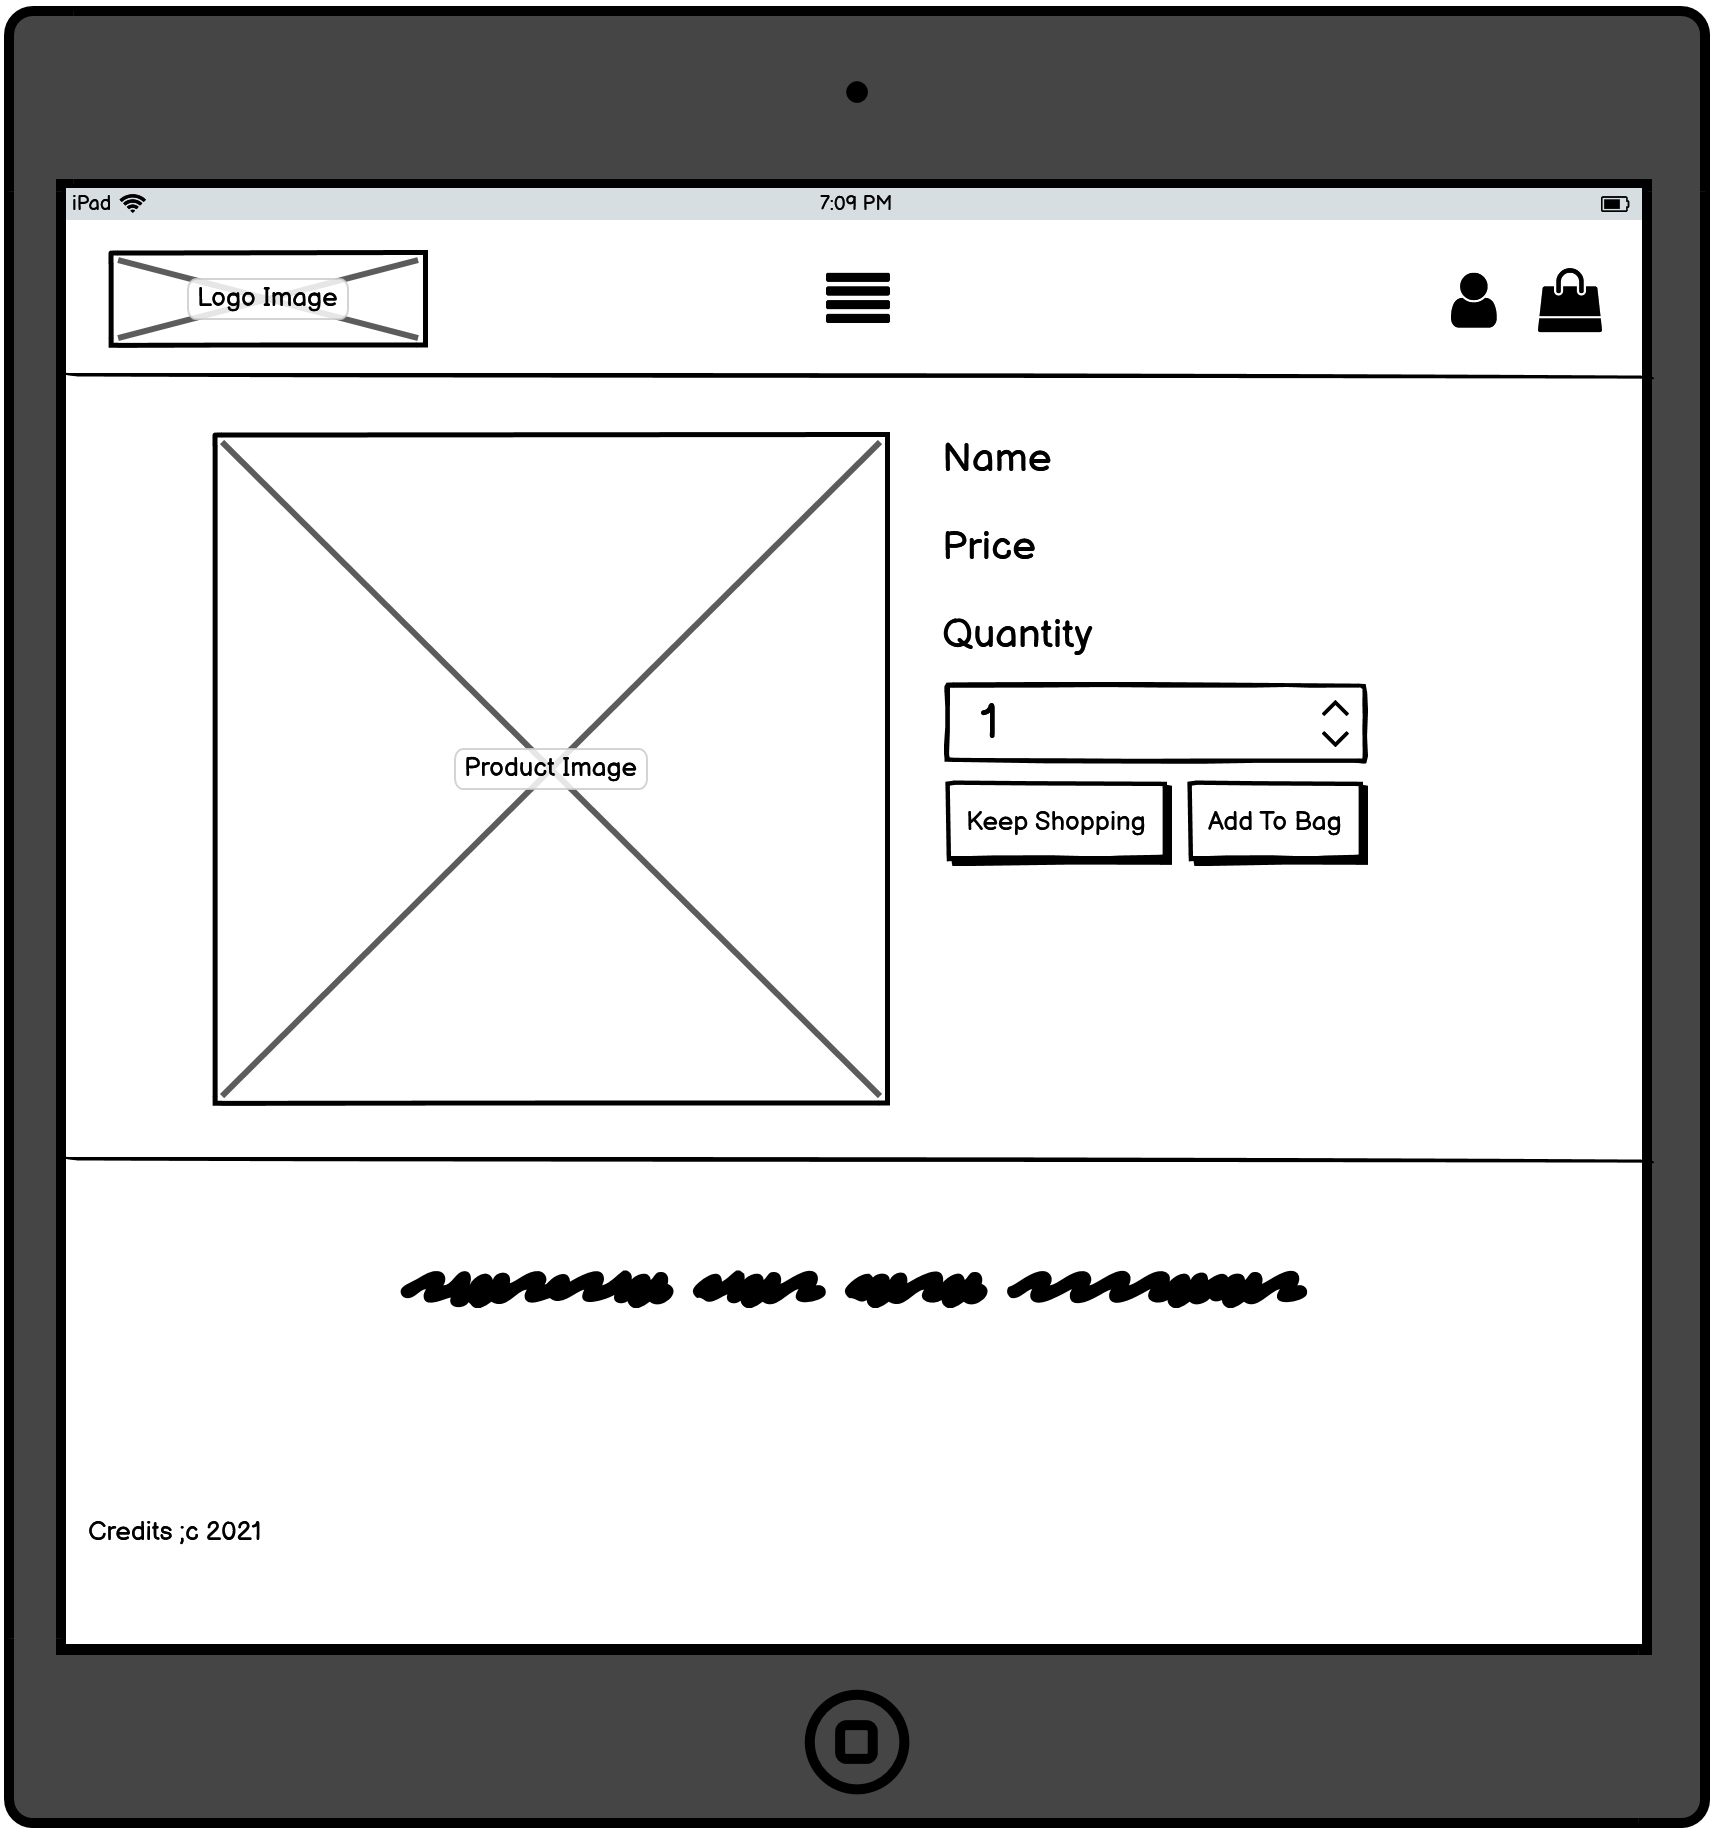 iPad 7:09 PM
Logo Image
Name
Price
Quantity
1
Product Image
Keep Shopping Add To Bag
Credits ;c 2021